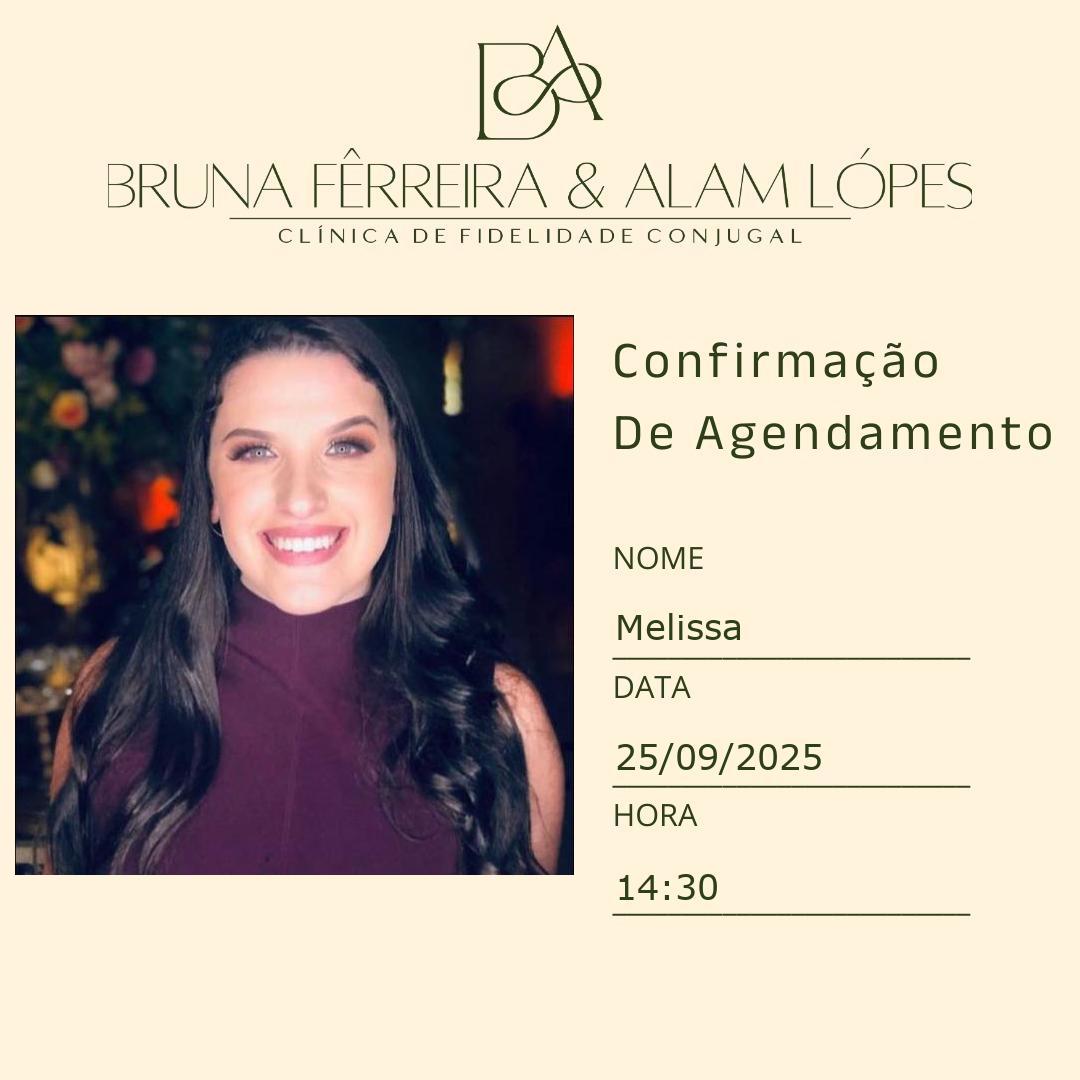 BA
BRUNA FÊRREIRA & ALAM LÓPES
CLÍNICA DE FIDELIDADE CONJUGAL
Confirmação
De Agendamento
NOME
Melissa
DATA
25/09/2025
HORA
14:30